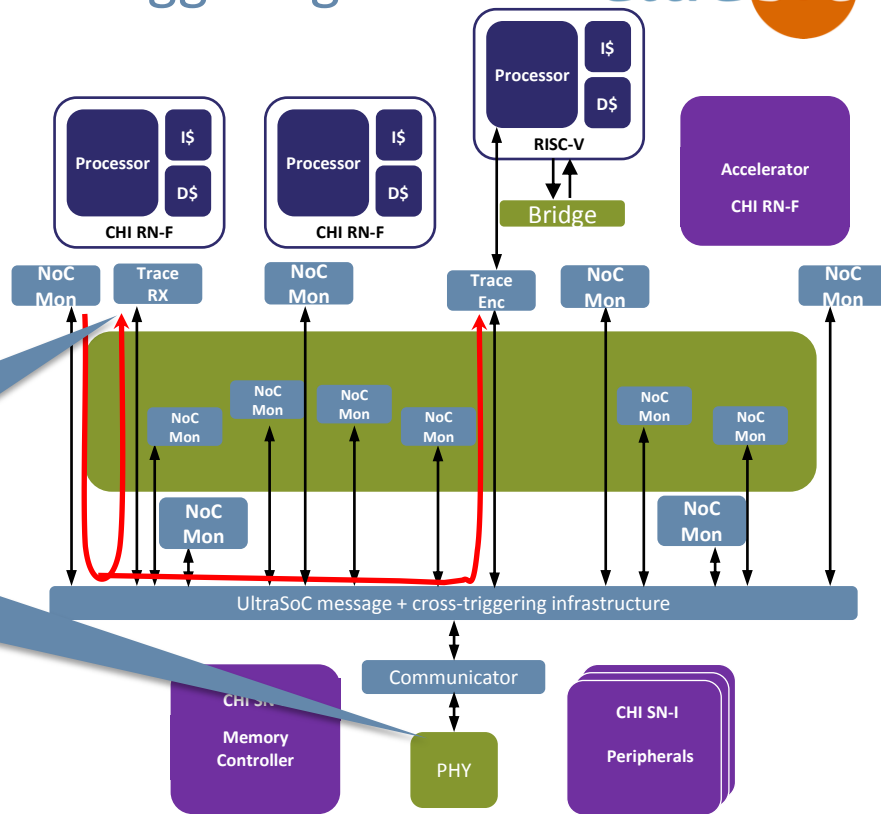 I$
Processor
D$
RISC-V
I$
Processor
D$
CHI RN-F
I$
Processor
D$
CHI RN-F
Accelerator
CHI RN-F
Bridge
NoC
Mon
Trace
RX
NoC
Mon
Trace
Enc
NoC
Mon
NoC
Mon
NoC
Mon
NoC
Mon
NoC
Mon
NoC
Mon
NoC
Mon
NoC
Mon
NoC
Mon
NoC
Mon
UltraSoC message + cross-triggering infrastructure
Communicator
CHI
Memory
Controller
PHY
CHI SN-I
Peripherals